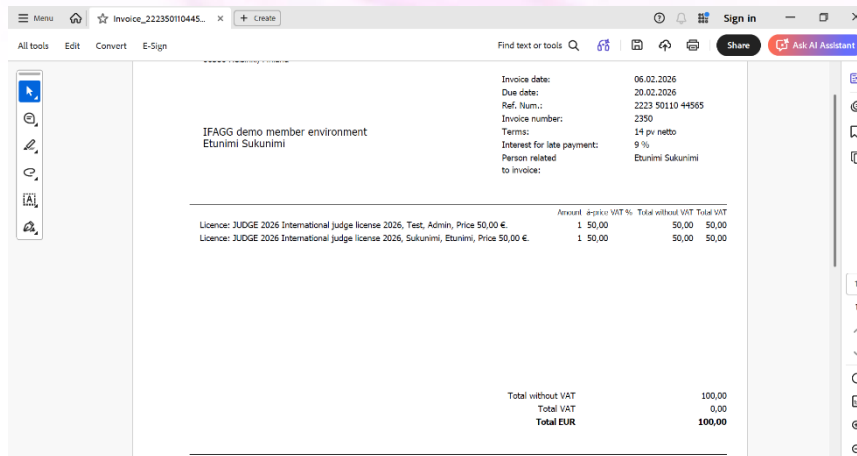 Menu
Invoice_222350110445...
Create
Sign in
All tools
Edit
Convert
E-Sign
Find text or tools
Share
Ask AI Assistant
Invoice date: 06.02.2026
Due date: 20.02.2026
Ref. Num.: 2223 50110 44565
Invoice number: 2350
IFAGG demo member environment
Terms: 14 pv netto
Etunimi Sukunimi
Interest for late payment: 9 %
Person related Etunimi Sukunimi
to invoice:
Amount á-price VAT % Total without VAT Total VAT
Licence: JUDGE 2026 International judge license 2026, Test, Admin, Price 50,00 €. 1 50,00 50,00 50,00
Licence: JUDGE 2026 International judge license 2026, Sukunimi, Etunimi, Price 50,00 €. 1 50,00 50,00 50,00
Total without VAT 100,00
Total VAT 0,00
Total EUR 100,00